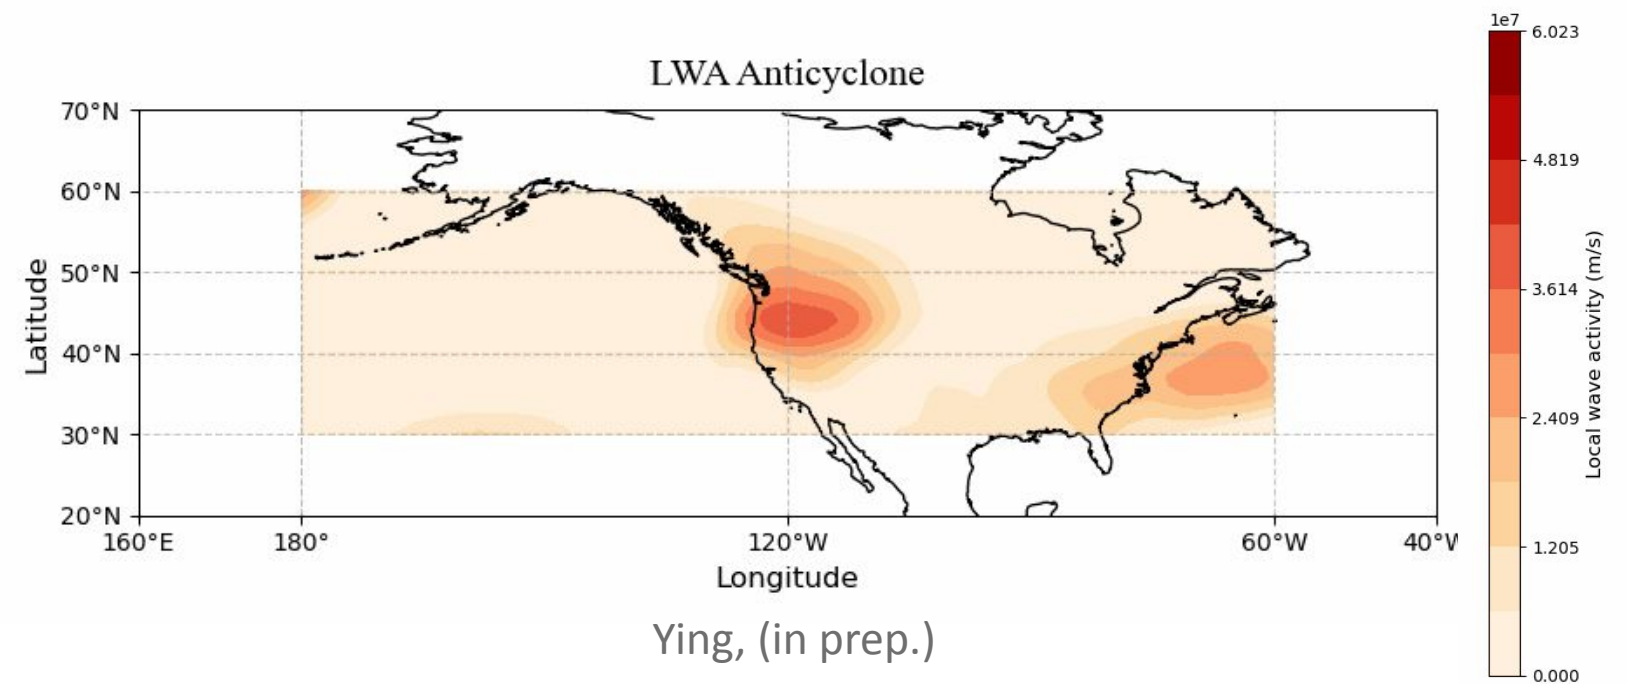 1e7
6.023
LWA Anticyclone
70°N
60°N
50°N
40°N
30°N
20°N
Latitude
160°E 180° 120°W 60°W 40°W
Longitude
4.819
3.614
2.409
1.205
0.000
Local wave activity (m/s)
Ying, (in prep.)